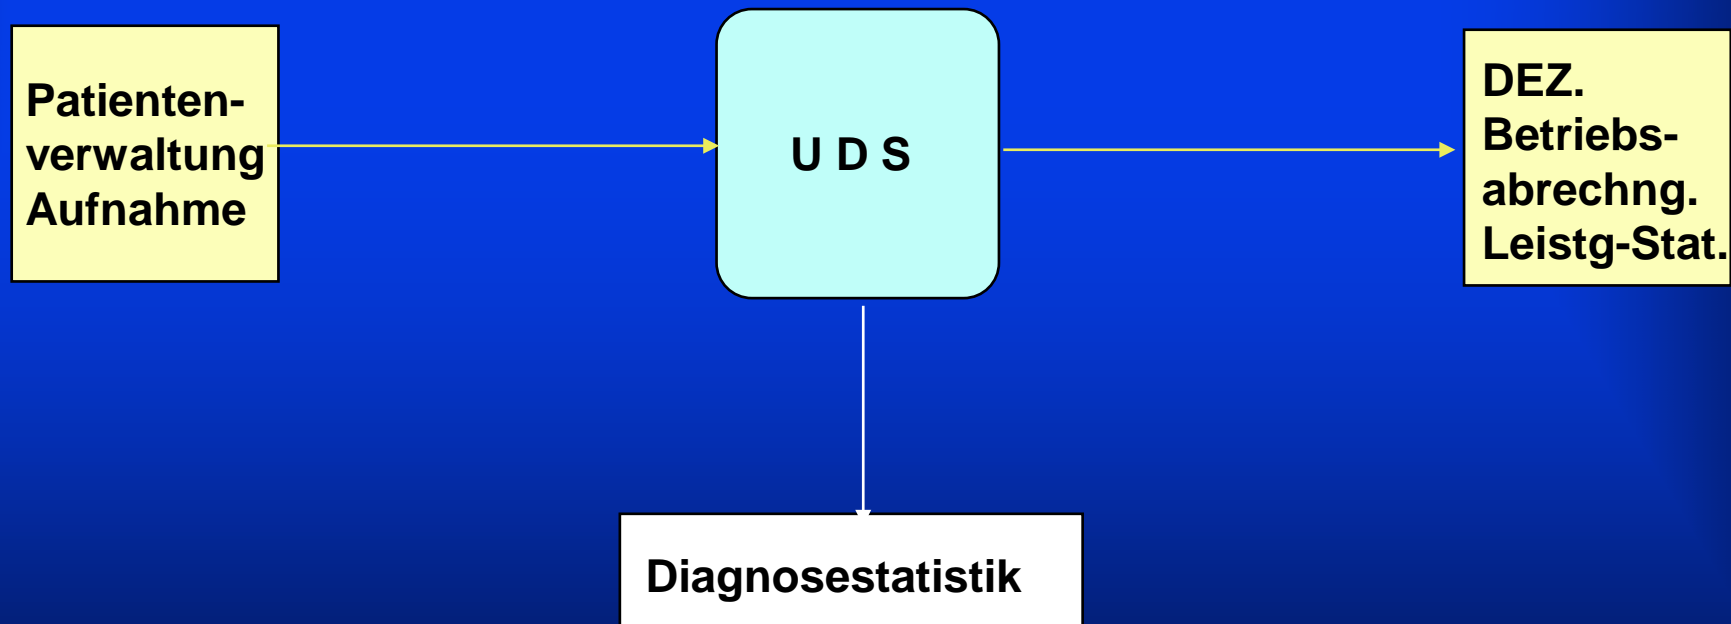 Patienten-
verwaltung
Aufnahme
U D S
DEZ.
Betriebs-
abrechng.
Leistg-Stat.
Diagnosestatistik